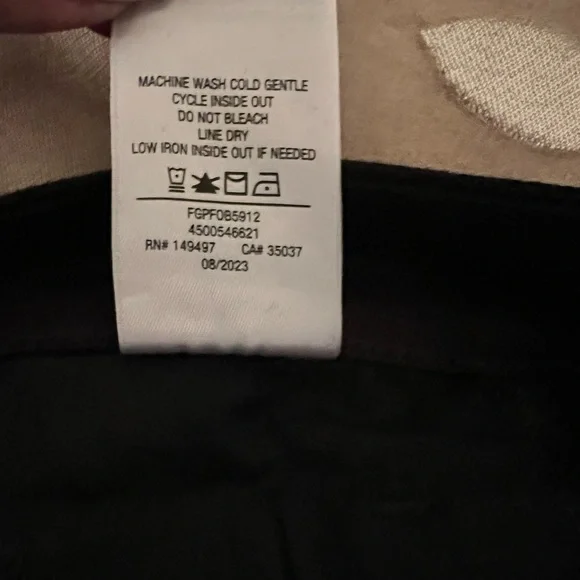 MACHINE WASH COLD GENTLE
CYCLE INSIDE OUT
DO NOT BLEACH
LINE DRY
LOW IRON INSIDE OUT IF NEEDED
FGPF0B5912
4500546621
RN# 149497 CA# 35037
08/2023